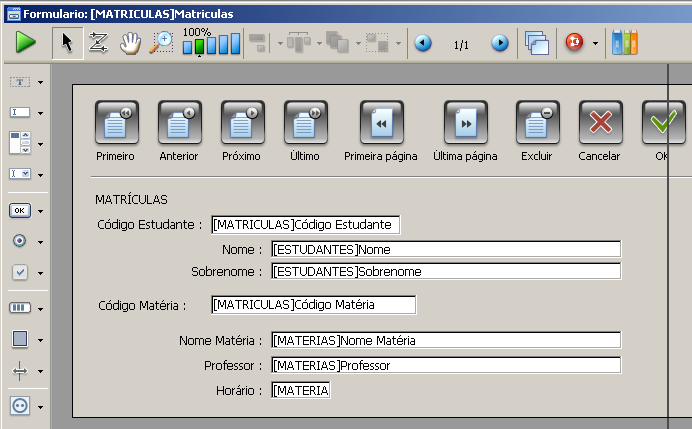 Formulario: [MATRICULAS]Matriculas
100%
1/1
Primeiro Anterior Próximo Último Primeira página Última página Excluir Cancelar OK
MATRÍCULAS
Código Estudante : [MATRICULAS]Código Estudante
Nome : [ESTUDANTES]Nome
Sobrenome : [ESTUDANTES]Sobrenome
Código Matéria : [MATRICULAS]Código Matéria
Nome Matéria : [MATERIAS]Nome Matéria
Professor : [MATERIAS]Professor
Horário : [MATERIA
OK